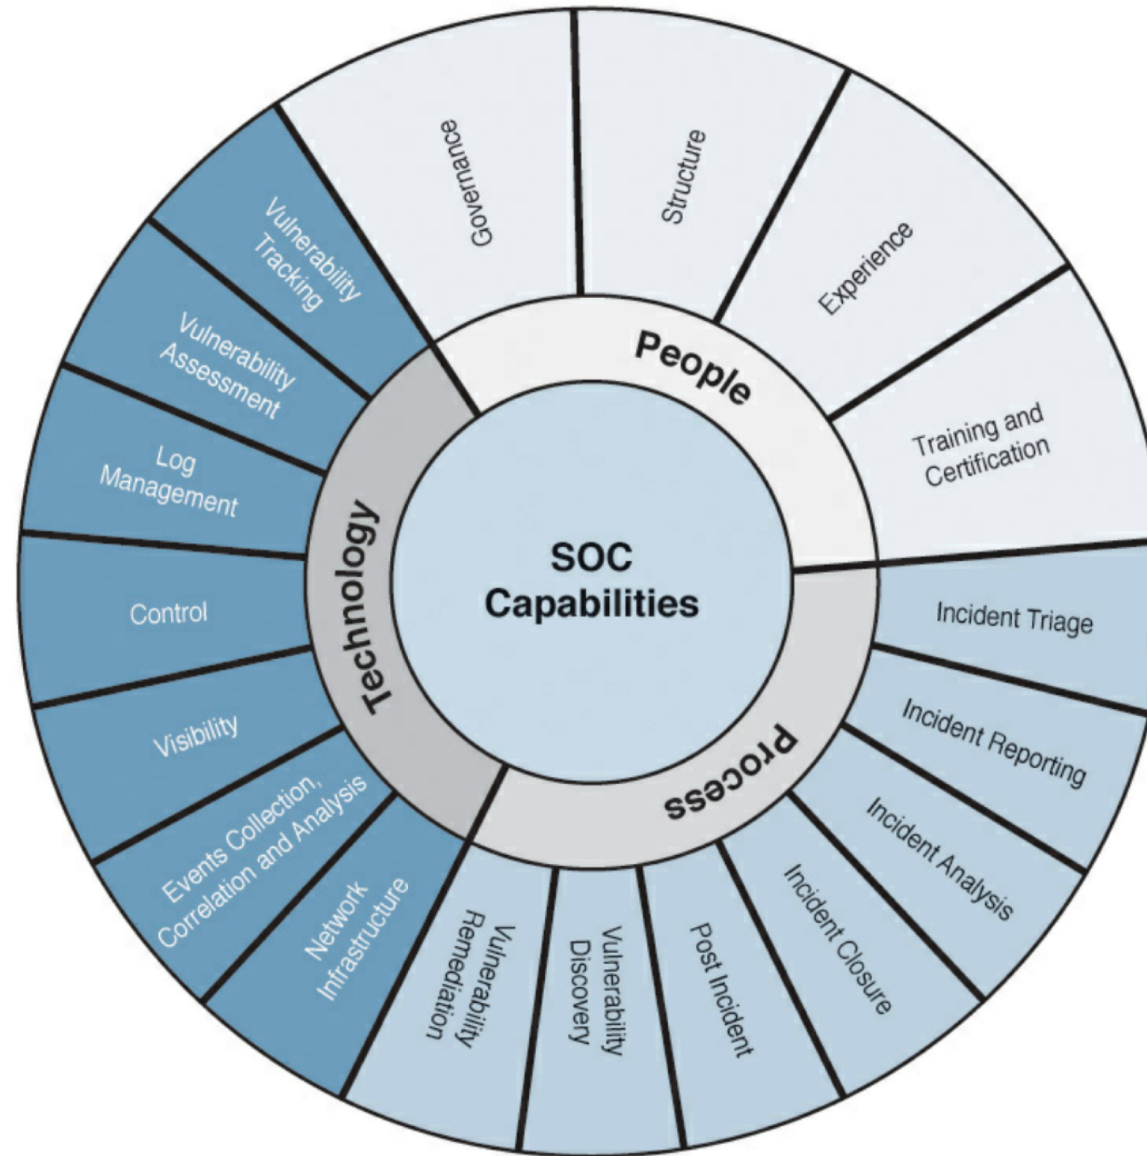 SOC
Capabilities
People
Governance
Structure
Experience
Training and
Certification
Process
Incident Triage
Incident Reporting
Incident Analysis
Incident Closure
Post Incident
Vulnerability
Discovery
Vulnerability
Remediation
Technology
Network
Infrastructure
Events Collection,
Correlation and Analysis
Visibility
Control
Log
Management
Vulnerability
Assessment
Vulnerability
Tracking